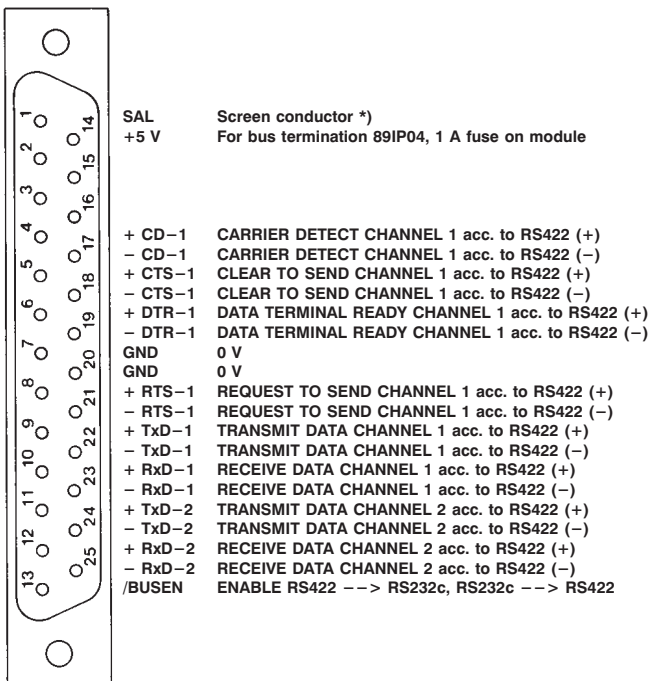 1
14
SAL Screen conductor *)
+5 V For bus termination 89IP04, 1 A fuse on module
2
15
3
16
4
+ CD−1 CARRIER DETECT CHANNEL 1 acc. to RS422 (+)
17
− CD−1 CARRIER DETECT CHANNEL 1 acc. to RS422 (−)
5
+ CTS−1 CLEAR TO SEND CHANNEL 1 acc. to RS422 (+)
18
− CTS−1 CLEAR TO SEND CHANNEL 1 acc. to RS422 (−)
6
+ DTR−1 DATA TERMINAL READY CHANNEL 1 acc. to RS422 (+)
19
− DTR−1 DATA TERMINAL READY CHANNEL 1 acc. to RS422 (−)
7
GND 0 V
20
GND 0 V
8
+ RTS−1 REQUEST TO SEND CHANNEL 1 acc. to RS422 (+)
21
− RTS−1 REQUEST TO SEND CHANNEL 1 acc. to RS422 (−)
9
+ TxD−1 TRANSMIT DATA CHANNEL 1 acc. to RS422 (+)
22
− TxD−1 TRANSMIT DATA CHANNEL 1 acc. to RS422 (−)
10
+ RxD−1 RECEIVE DATA CHANNEL 1 acc. to RS422 (+)
23
− RxD−1 RECEIVE DATA CHANNEL 1 acc. to RS422 (−)
11
+ TxD−2 TRANSMIT DATA CHANNEL 2 acc. to RS422 (+)
24
− TxD−2 TRANSMIT DATA CHANNEL 2 acc. to RS422 (−)
12
+ RxD−2 RECEIVE DATA CHANNEL 2 acc. to RS422 (+)
25
− RxD−2 RECEIVE DATA CHANNEL 2 acc. to RS422 (−)
13
/BUSEN ENABLE RS422 −−> RS232c, RS232c −−> RS422